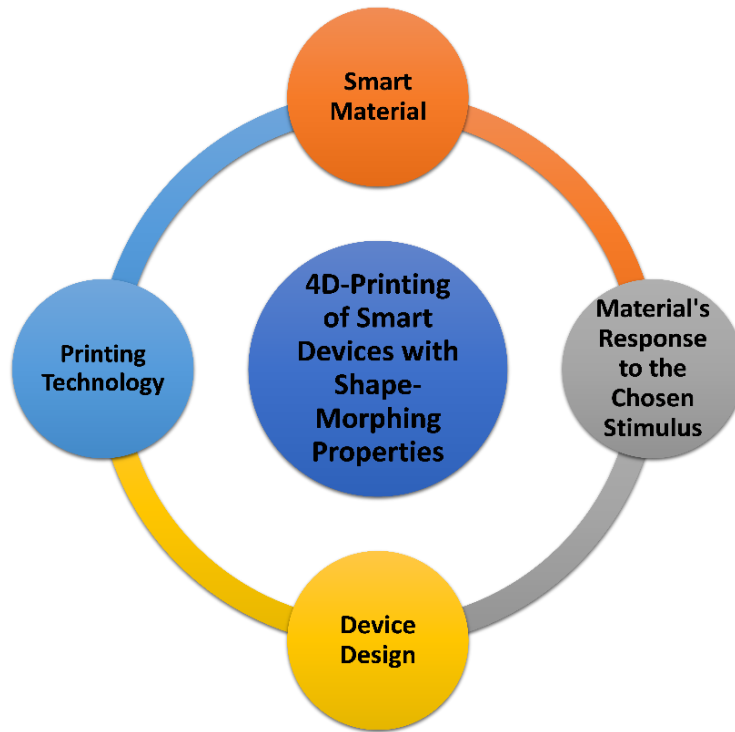 Smart
Material
4D-Printing
of Smart
Devices with
Shape-
Morphing
Properties
Printing
Technology
Material's
Response
to the
Chosen
Stimulus
Device
Design